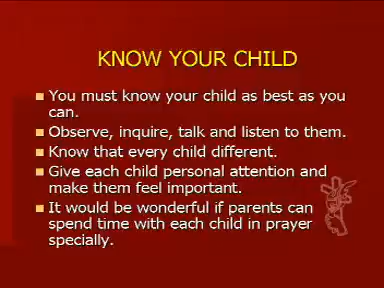 KNOW YOUR CHILD
You must know your child as best as you
can.
Observe, inquire, talk and listen to them.
Know that every child different.
Give each child personal attention and
make them feel important.
It would be wonderful if parents can
spend time with each child in prayer
specially.